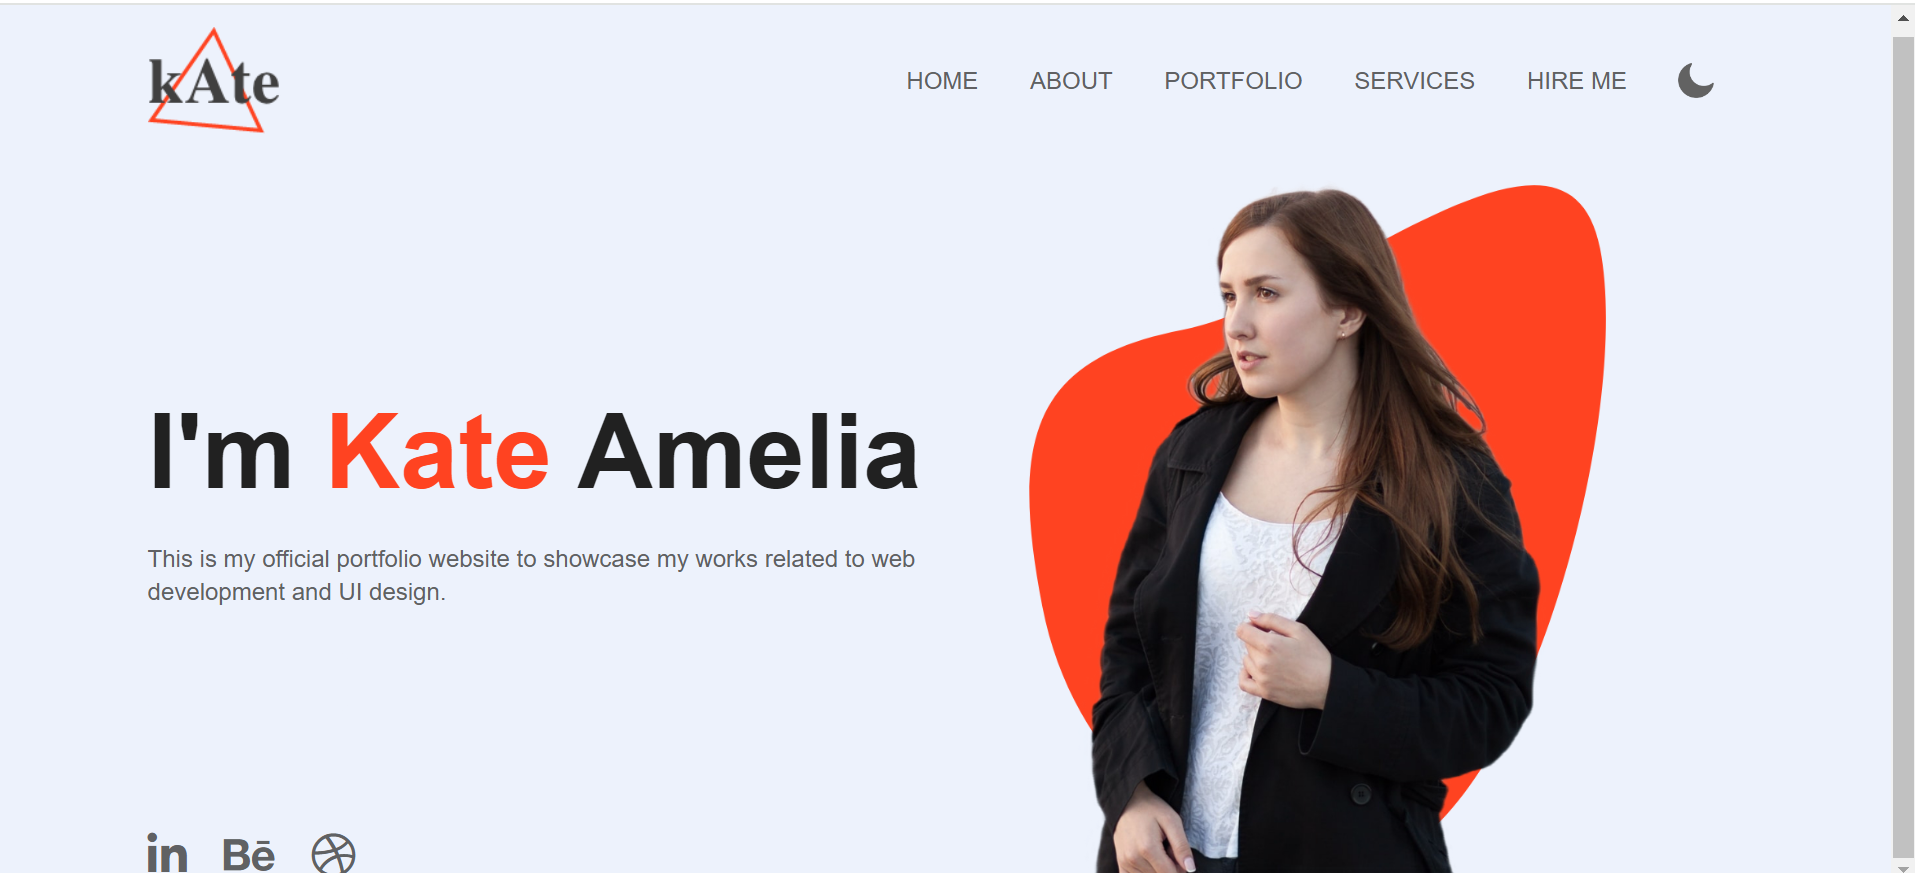 kAte
HOME ABOUT PORTFOLIO SERVICES HIRE ME
I'm Kate Amelia
This is my official portfolio website to showcase my works related to web
development and UI design.
in Bē